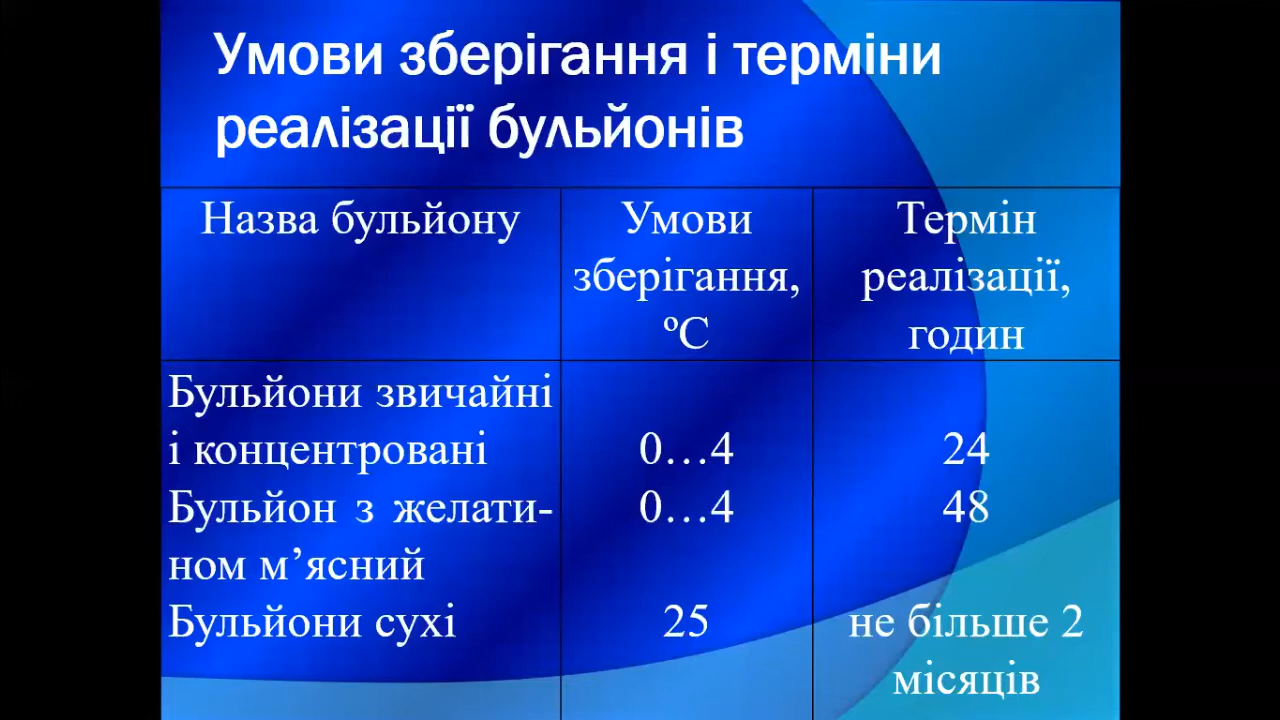 Умови зберігання і терміни
реалізації бульйонів
Назва бульйону
Умови
зберігання,
ºС
Термін
реалізації,
годин
Бульйони звичайні
і концентровані
0…4
24
Бульйон з желати-
ном м’ясний
0…4
48
Бульйони сухі
25
не більше 2
місяців